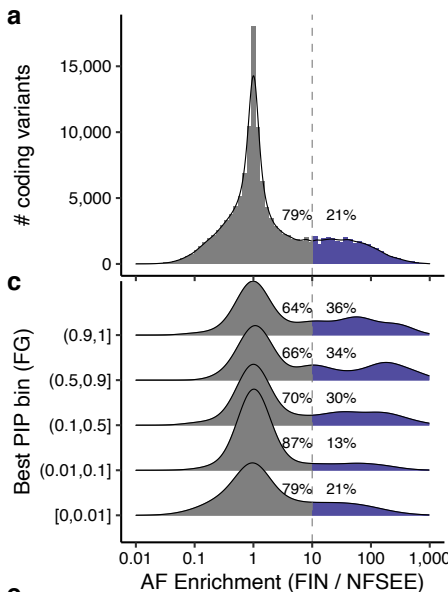 a
# coding variants
15,000
10,000
5,000
0
79% 21%
c
Best PIP bin (FG)
(0.9,1]
64% 36%
(0.5,0.9]
66% 34%
(0.1,0.5]
70% 30%
(0.01,0.1]
87% 13%
[0,0.01]
79% 21%
0.01 0.1 1 10 100 1,000
AF Enrichment (FIN / NFSEE)